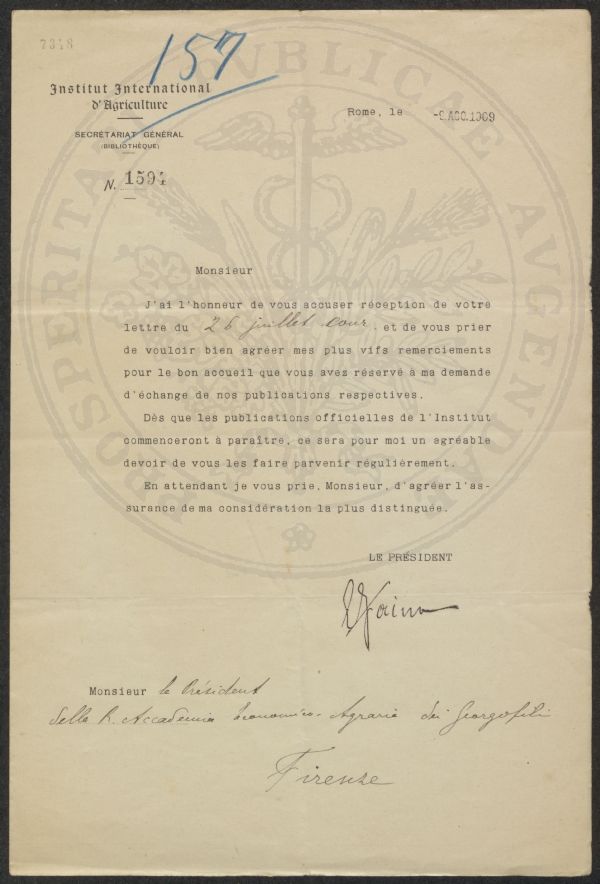 7318
157
Institut International
d'Agriculture
SECRÉTARIAT GÉNÉRAL
(BIBLIOTHÈQUE)
N. 1594
Rome, le -9.AGO.1909
PROSPERITATI PVBLICAE AVGENDAE
Monsieur
J'ai l'honneur de vous accuser réception de votre
lettre du 26 juillet cour. et de vous prier
de vouloir bien agréer mes plus vifs remerciements
pour le bon accueil que vous avez réservé à ma demande
d'échange de nos publications respectives.
Dès que les publications officielles de l'Institut
commenceront à paraître, ce sera pour moi un agréable
devoir de vous les faire parvenir régulièrement.
En attendant je vous prie, Monsieur, d'agréer l'as-
surance de ma considération la plus distinguée.
LE PRÉSIDENT
Monsieur le Président
della R. Accademia Economico-Agraria dei Georgofili
Firenze